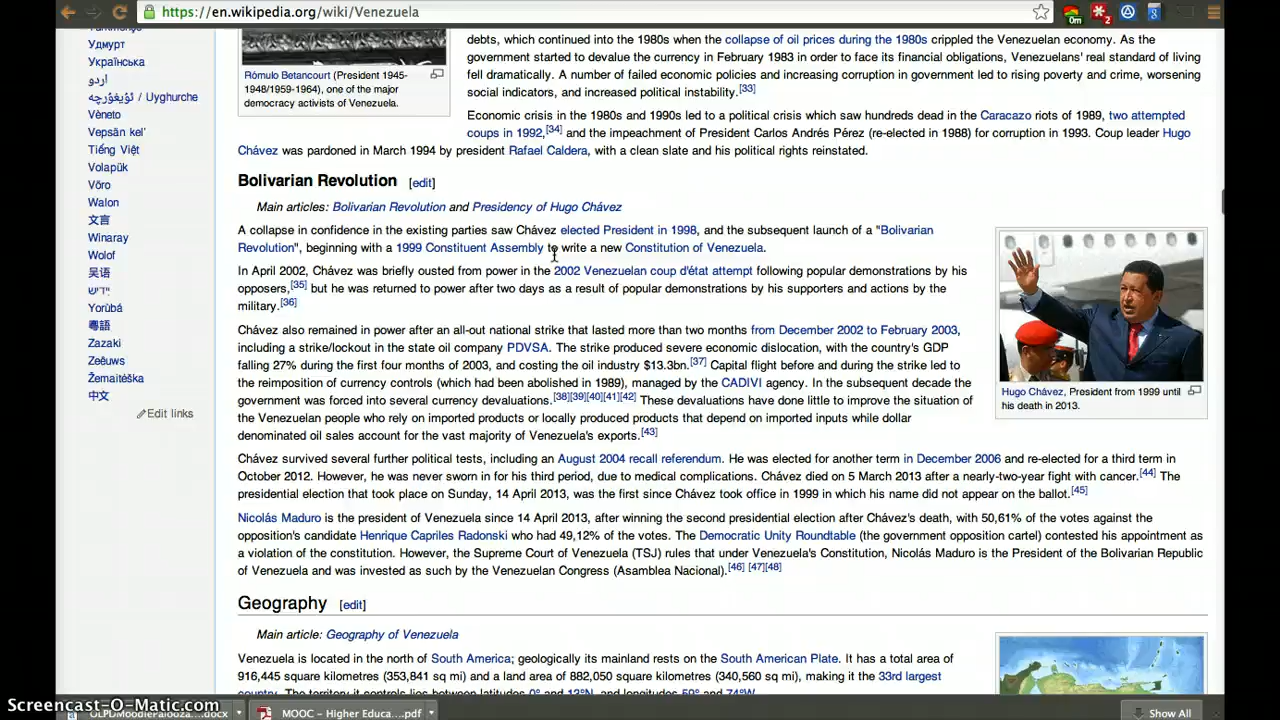 https://en.wikipedia.org/wiki/Venezuela
0m
2
8
Удмурт
Українська
اردو
ئۇيغۇرچە / Uyghurche
Vèneto
Vepsän kel'
Tiếng Việt
Volapük
Võro
Walon
文言
Winaray
Wolof
吴语
ייִדיש
Yorùbá
粵語
Zazaki
Zeêuws
Žemaitėška
中文
Edit links
Rómulo Betancourt (President 1945-
1948/1959-1964), one of the major
democracy activists of Venezuela.
debts, which continued into the 1980s when the collapse of oil prices during the 1980s crippled the Venezuelan economy. As the
government started to devalue the currency in February 1983 in order to face its financial obligations, Venezuelans' real standard of living
fell dramatically. A number of failed economic policies and increasing corruption in government led to rising poverty and crime, worsening
social indicators, and increased political instability.[33]
Economic crisis in the 1980s and 1990s led to a political crisis which saw hundreds dead in the Caracazo riots of 1989, two attempted
coups in 1992,[34] and the impeachment of President Carlos Andrés Pérez (re-elected in 1988) for corruption in 1993. Coup leader Hugo
Chávez was pardoned in March 1994 by president Rafael Caldera, with a clean slate and his political rights reinstated.
Bolivarian Revolution [edit]
Main articles: Bolivarian Revolution and Presidency of Hugo Chávez
A collapse in confidence in the existing parties saw Chávez elected President in 1998, and the subsequent launch of a "Bolivarian
Revolution", beginning with a 1999 Constituent Assembly to write a new Constitution of Venezuela.
In April 2002, Chávez was briefly ousted from power in the 2002 Venezuelan coup d'état attempt following popular demonstrations by his
opposers,[35] but he was returned to power after two days as a result of popular demonstrations by his supporters and actions by the
military.[36]
Chávez also remained in power after an all-out national strike that lasted more than two months from December 2002 to February 2003,
including a strike/lockout in the state oil company PDVSA. The strike produced severe economic dislocation, with the country's GDP
falling 27% during the first four months of 2003, and costing the oil industry $13.3bn.[37] Capital flight before and during the strike led to
the reimposition of currency controls (which had been abolished in 1989), managed by the CADIVI agency. In the subsequent decade the
government was forced into several currency devaluations.[38][39][40][41][42] These devaluations have done little to improve the situation of
the Venezuelan people who rely on imported products or locally produced products that depend on imported inputs while dollar
denominated oil sales account for the vast majority of Venezuela's exports.[43]
Chávez survived several further political tests, including an August 2004 recall referendum. He was elected for another term in December 2006 and re-elected for a third term in
October 2012. However, he was never sworn in for his third period, due to medical complications. Chávez died on 5 March 2013 after a nearly-two-year fight with cancer.[44] The
presidential election that took place on Sunday, 14 April 2013, was the first since Chávez took office in 1999 in which his name did not appear on the ballot.[45]
Nicolás Maduro is the president of Venezuela since 14 April 2013, after winning the second presidential election after Chávez's death, with 50,61% of the votes against the
opposition's candidate Henrique Capriles Radonski who had 49,12% of the votes. The Democratic Unity Roundtable (the government opposition cartel) contested his appointment as
a violation of the constitution. However, the Supreme Court of Venezuela (TSJ) rules that under Venezuela's Constitution, Nicolás Maduro is the President of the Bolivarian Republic
of Venezuela and was invested as such by the Venezuelan Congress (Asamblea Nacional).[46] [47][48]
Hugo Chávez, President from 1999 until
his death in 2013.
Geography [edit]
Main article: Geography of Venezuela
Venezuela is located in the north of South America; geologically its mainland rests on the South American Plate. It has a total area of
916,445 square kilometres (353,841 sq mi) and a land area of 882,050 square kilometres (340,560 sq mi), making it the 33rd largest
country. The territory it controls lies between latitudes 0° and 13°N, and longitudes 59° and 74°W.
Screencast-O-Matic.com
OLPDMoodlePalooza....docx
MOOC – Higher Educa....pdf
Show All